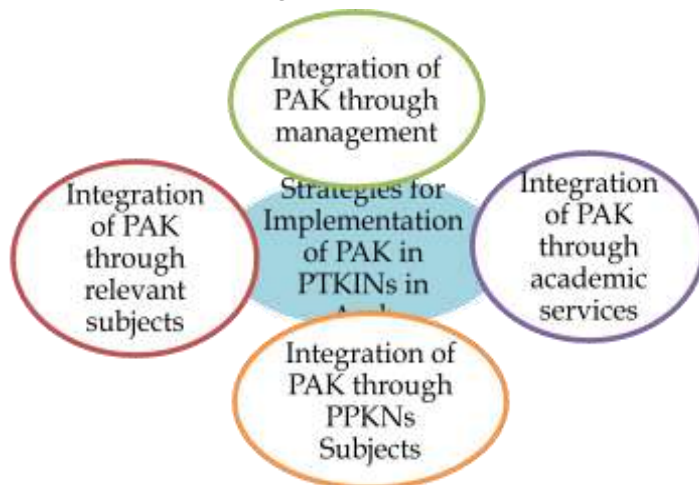 Integration of
PAK through
management
Integration
of PAK
through
relevant
subjects
Strategies for
Implementation
of PAK in
PTKINs in
Integration
of PAK
through
academic
services
Integration of
PAK through
PPKNs
Subjects